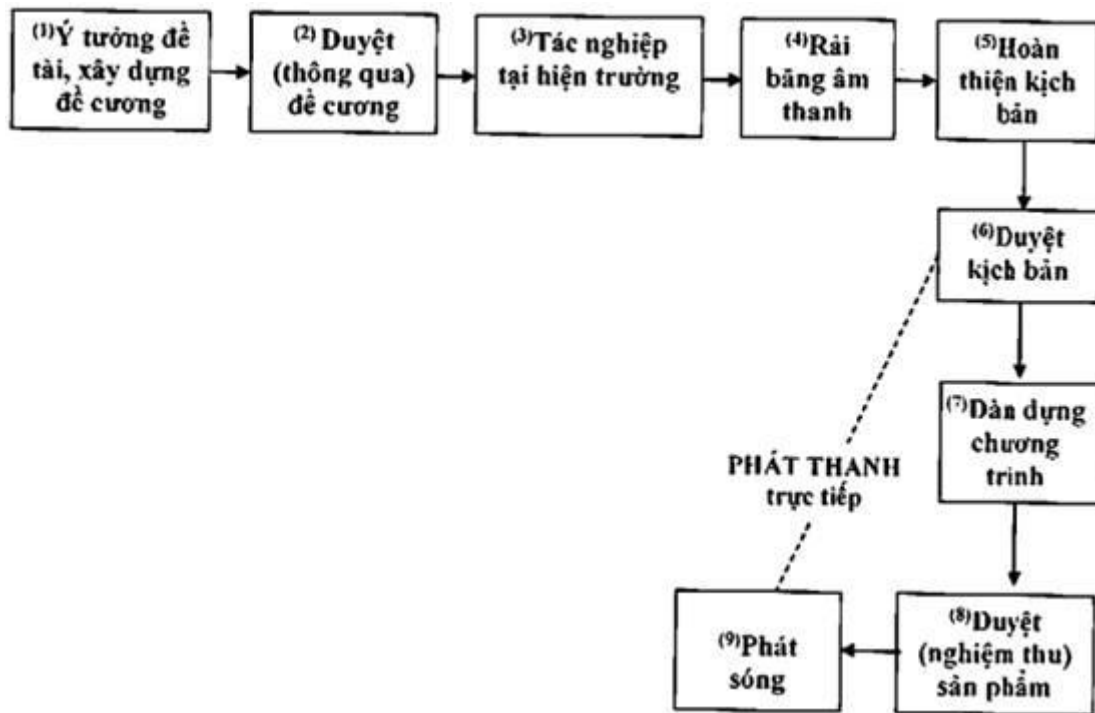 (1)Ý tưởng đề
tài, xây dựng
đề cương
(2) Duyệt
(thông qua)
đề cương
(3)Tác nghiệp
tại hiện trường
(4)Rải
băng âm
thanh
(5)Hoàn
thiện kịch
bản
(6)Duyệt
kịch bản
(7)Dàn dựng
chương
trình
PHÁT THANH
trực tiếp
(8)Duyệt
(nghiệm thu)
sản phẩm
(9)Phát
sóng